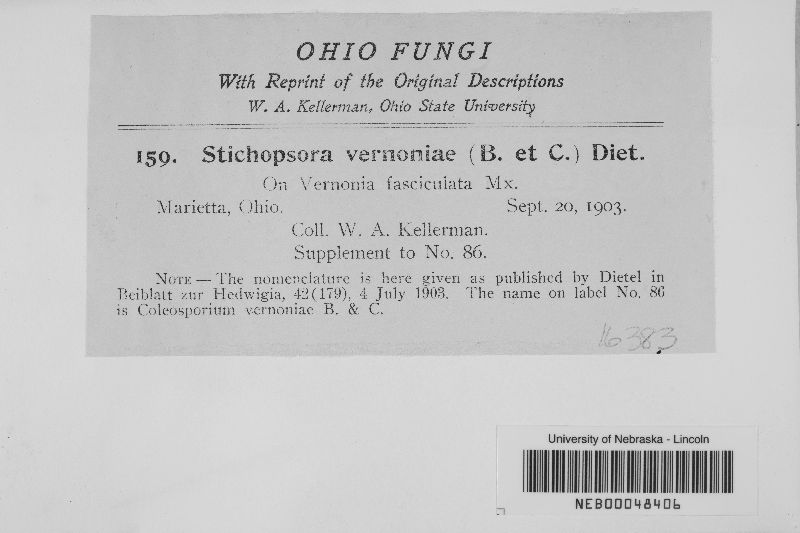 OHIO FUNGI
With Reprint of the Original Descriptions
W. A. Kellerman, Ohio State University
159. Stichopsora vernoniae (B. et C.) Diet.
On Vernonia fasciculata Mx.
Marietta, Ohio. Sept. 20, 1903.
Coll. W. A. Kellerman.
Supplement to No. 86.
NOTE — The nomenclature is here given as published by Dietel in
Beiblatt zur Hedwigia, 42(179), 4 July 1903. The name on label No. 86
is Coleosporium vernoniae B. & C.
16383
University of Nebraska - Lincoln
NEB00048406